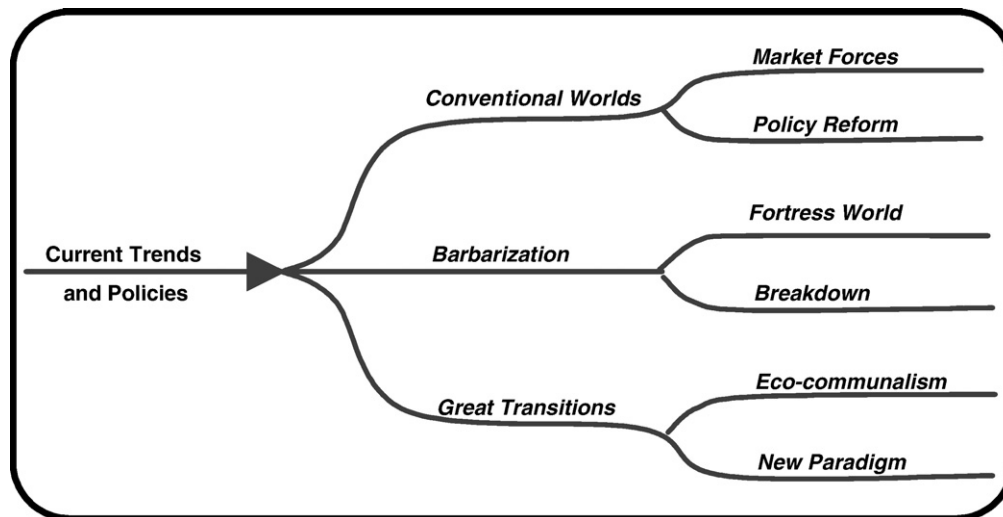 Current Trends
and Policies
Conventional Worlds
Market Forces
Policy Reform
Barbarization
Fortress World
Breakdown
Great Transitions
Eco-communalism
New Paradigm